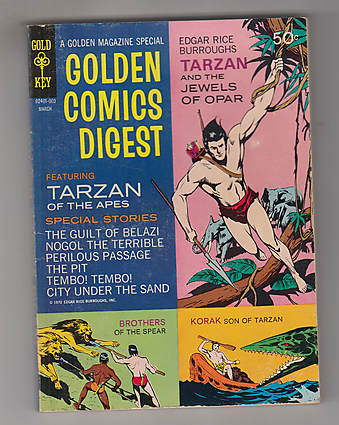 GOLD
KEY
02401-003
MARCH
A GOLDEN MAGAZINE SPECIAL
GOLDEN
COMICS
DIGEST
EDGAR RICE
BURROUGHS
50¢
TARZAN
AND THE
JEWELS
OF OPAR
FEATURING
TARZAN
OF THE APES
SPECIAL STORIES
THE GUILT OF BELAZI
NOGOL THE TERRIBLE
PERILOUS PASSAGE
THE PIT
TEMBO! TEMBO!
CITY UNDER THE SAND
© 1970 EDGAR RICE BURROUGHS, INC.
BROTHERS
OF THE SPEAR
KORAK SON OF TARZAN